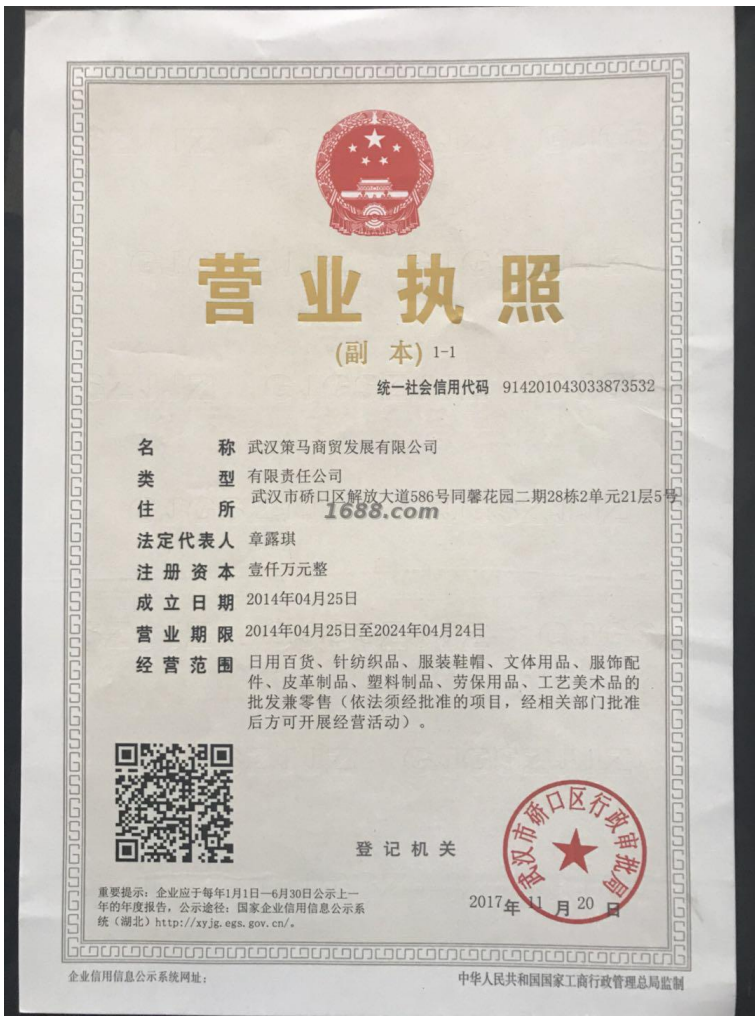 营业执照
(副 本) 1-1
统一社会信用代码 914201043033873532
名 称 武汉策马商贸发展有限公司
类 型 有限责任公司
住 所 武汉市硚口区解放大道586号同馨花园二期28栋2单元21层5号
1688.com
法定代表人 章露琪
注册资本 壹仟万元整
成立日期 2014年04月25日
营业期限 2014年04月25日至2024年04月24日
经营范围 日用百货、针纺织品、服装鞋帽、文体用品、服饰配
件、皮革制品、塑料制品、劳保用品、工艺美术品的
批发兼零售（依法须经批准的项目，经相关部门批准
后方可开展经营活动）。
登记机关
武汉市硚口区行政审批局
2017年 11月 20日
重要提示：企业应于每年1月1日—6月30日公示上一
年的年度报告，公示途径：国家企业信用信息公示系
统（湖北）http://xyjg.egs.gov.cn/。
企业信用信息公示系统网址：
中华人民共和国国家工商行政管理总局监制